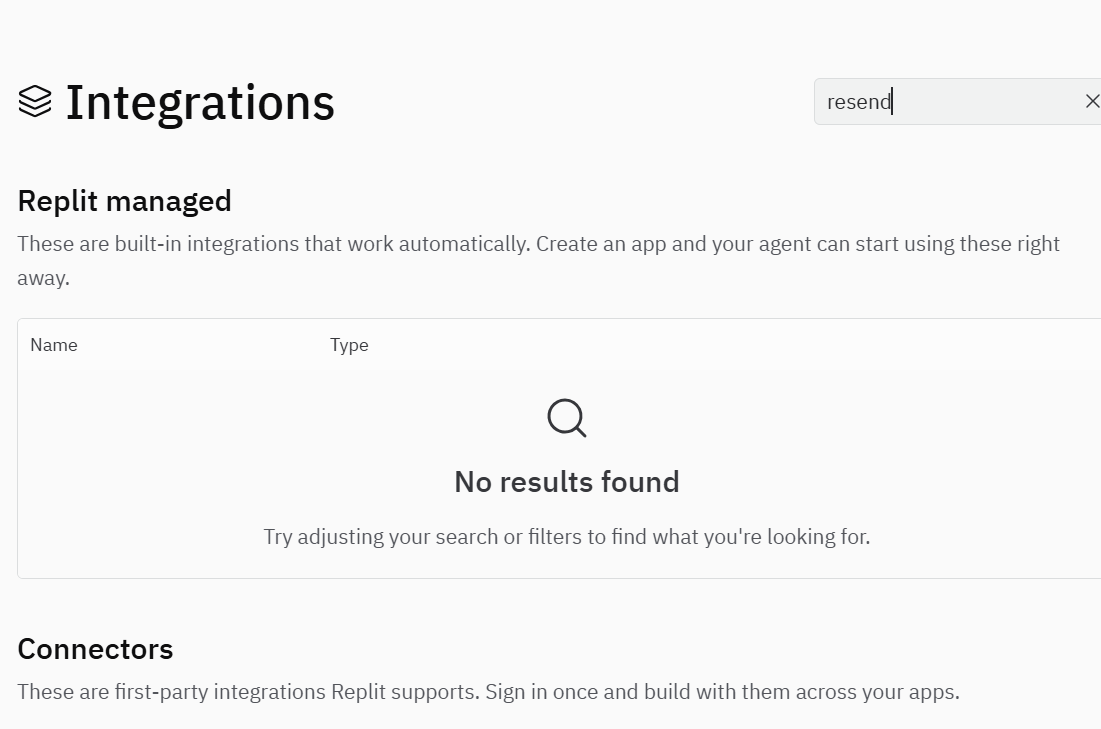 Integrations
resend
Replit managed
These are built-in integrations that work automatically. Create an app and your agent can start using these right
away.
Name Type
No results found
Try adjusting your search or filters to find what you're looking for.
Connectors
These are first-party integrations Replit supports. Sign in once and build with them across your apps.